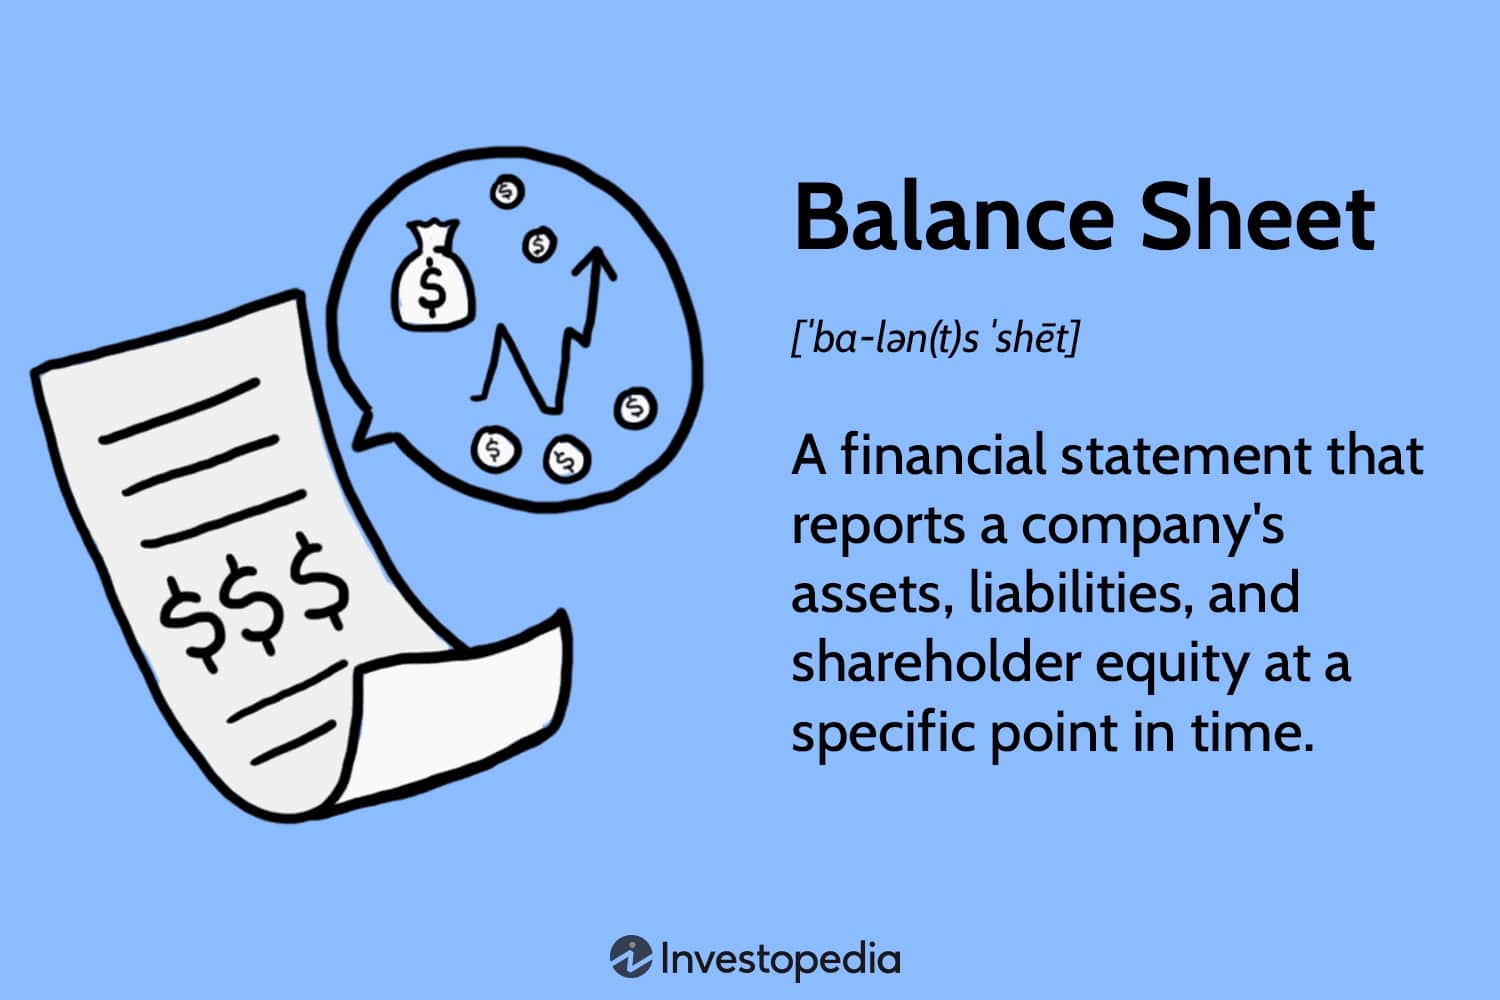 Balance Sheet
[ˈba-lən(t)s ˈshēt]
A financial statement that
reports a company's
assets, liabilities, and
shareholder equity at a
specific point in time.
$
$
$
$
$ $ $
$
$
$
Investopedia